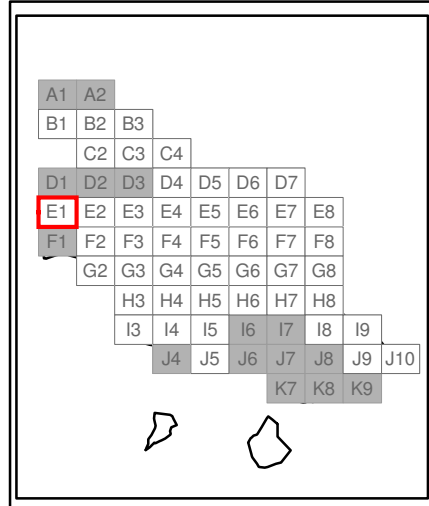 A1 A2
B1 B2 B3
C2 C3 C4
D1 D2 D3 D4 D5 D6 D7
E1 E2 E3 E4 E5 E6 E7 E8
F1 F2 F3 F4 F5 F6 F7 F8
G2 G3 G4 G5 G6 G7 G8
H3 H4 H5 H6 H7 H8
I3 I4 I5 I6 I7 I8 I9
J4 J5 J6 J7 J8 J9 J10
K7 K8 K9